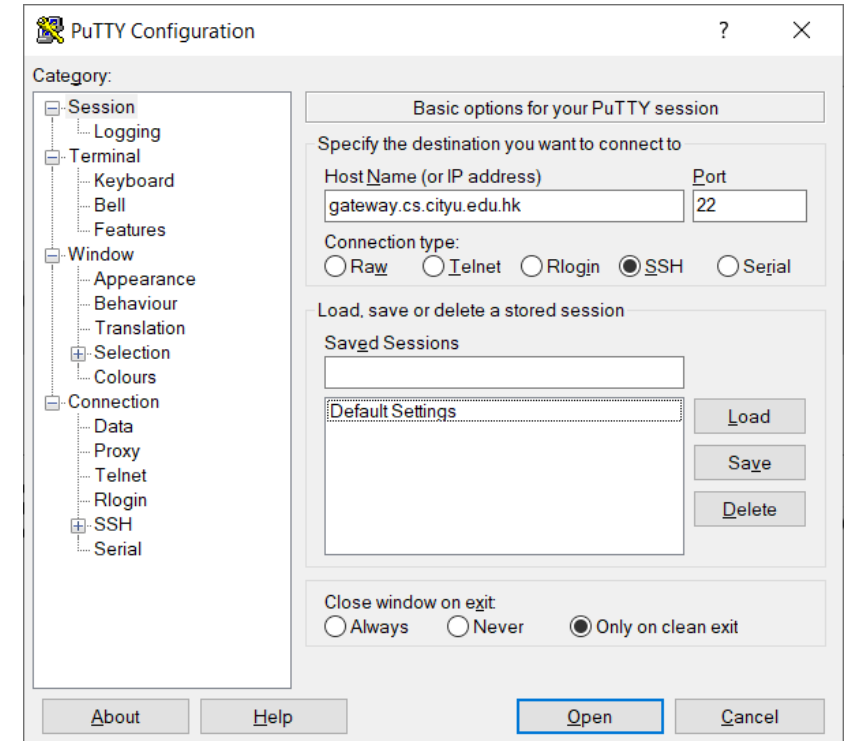 PuTTY Configuration
?
Category:
Session
Logging
Terminal
Keyboard
Bell
Features
Window
Appearance
Behaviour
Translation
Selection
Colours
Connection
Data
Proxy
Telnet
Rlogin
SSH
Serial
Basic options for your PuTTY session
Specify the destination you want to connect to
Host Name (or IP address) Port
gateway.cs.cityu.edu.hk 22
Connection type:
Raw Telnet Rlogin SSH Serial
Load, save or delete a stored session
Saved Sessions
Default Settings
Load
Save
Delete
Close window on exit:
Always Never Only on clean exit
About Help Open Cancel